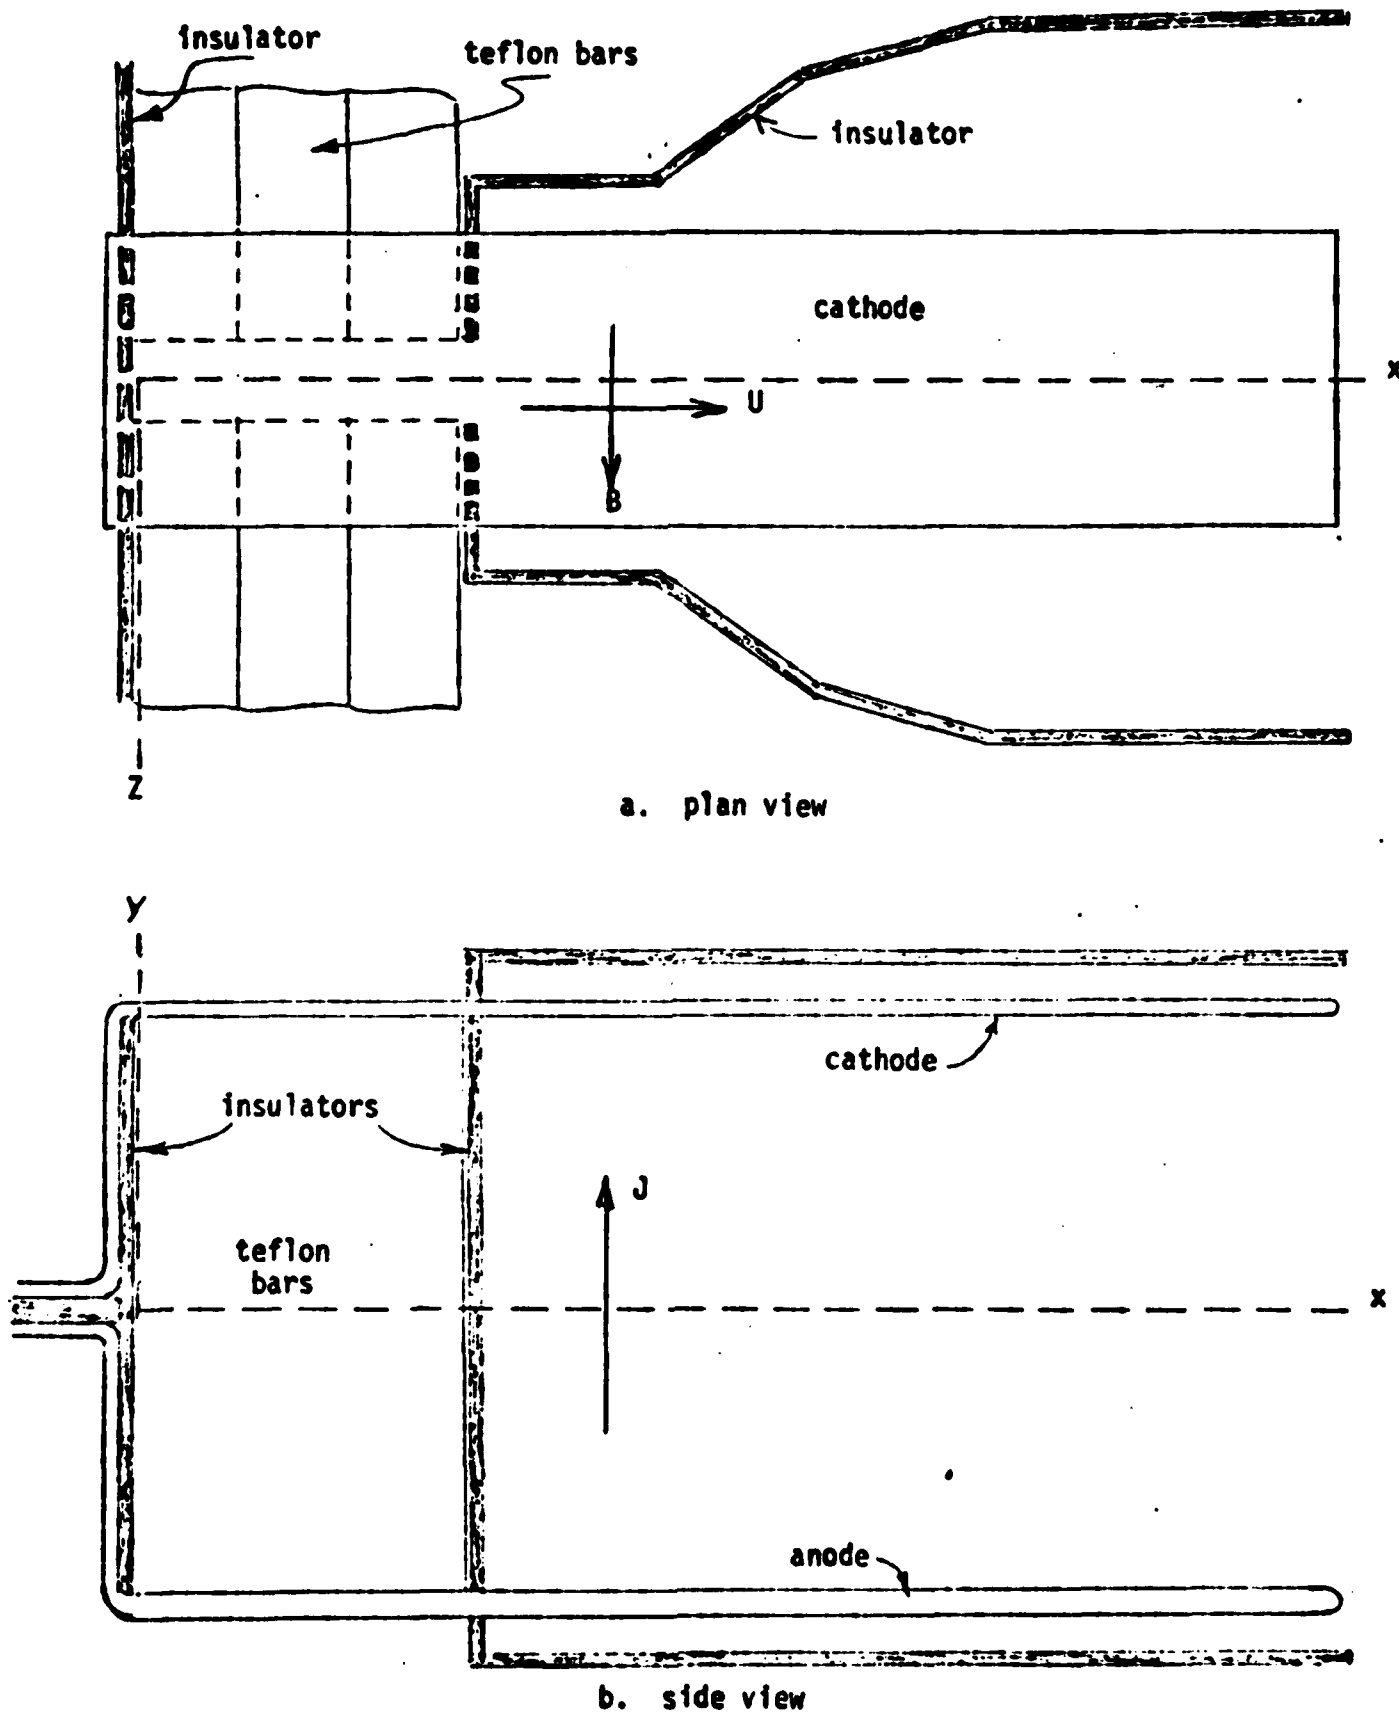 insulator
teflon bars
insulator
cathode
x
U
B
Z
a. plan view
y
cathode
insulators
J
teflon
bars
x
anode
b. side view